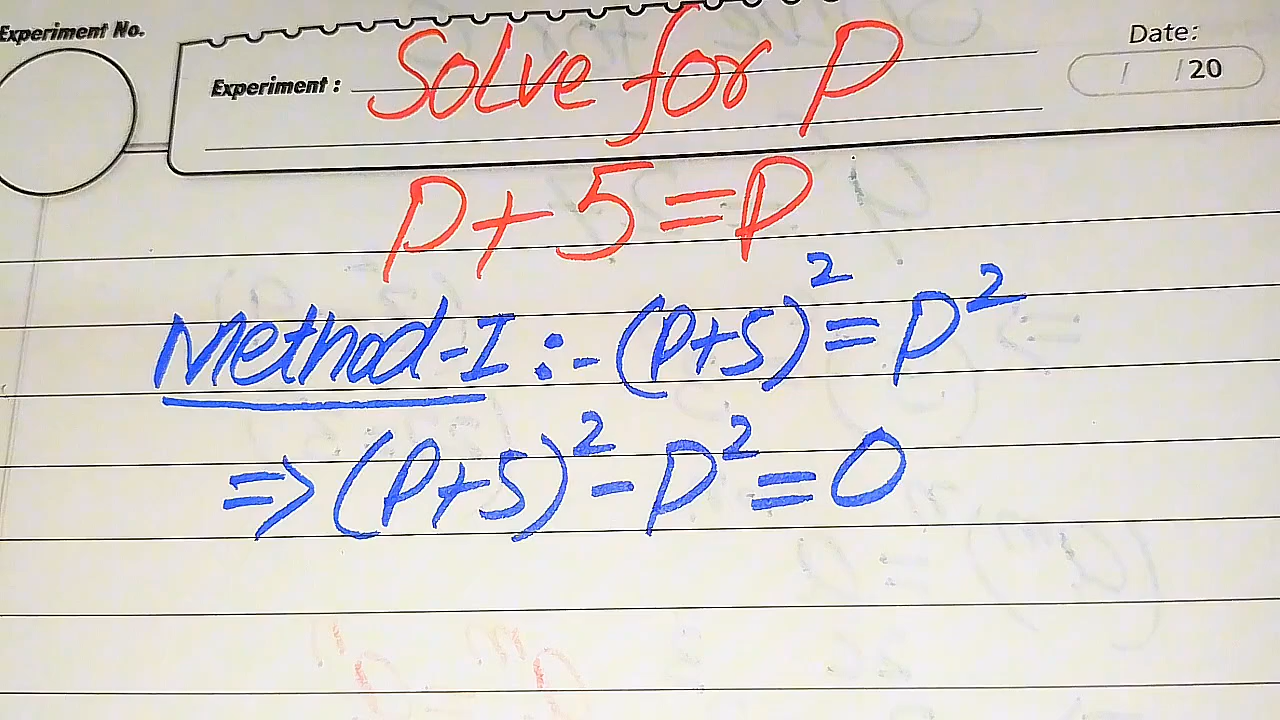 Experiment No.
Date:
Experiment :
/ /20
Solve for P
P+5=P
Method-I :- (P+5)² = P²
=> (P+5)² - P² = 0